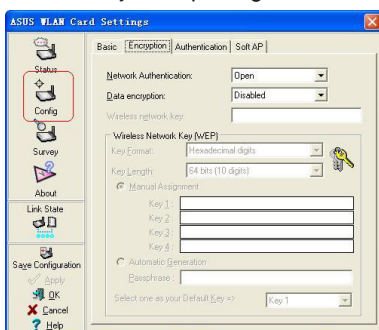 ASUS WLAN Card Settings
Status
Config
Survey
About
Link State
Save Configuration
Apply
OK
Cancel
Help
Basic Encryption Authentication Soft AP
Network Authentication: Open
Data encryption: Disabled
Wireless network key:
Wireless Network Key (WEP)
Key Format: Hexadecimal digits
Key Length: 64 bits (10 digits)
Manual Assignment
Key 1:
Key 2:
Key 3:
Key 4:
Automatic Generation
Passphrase:
Select one as your Default Key => Key 1